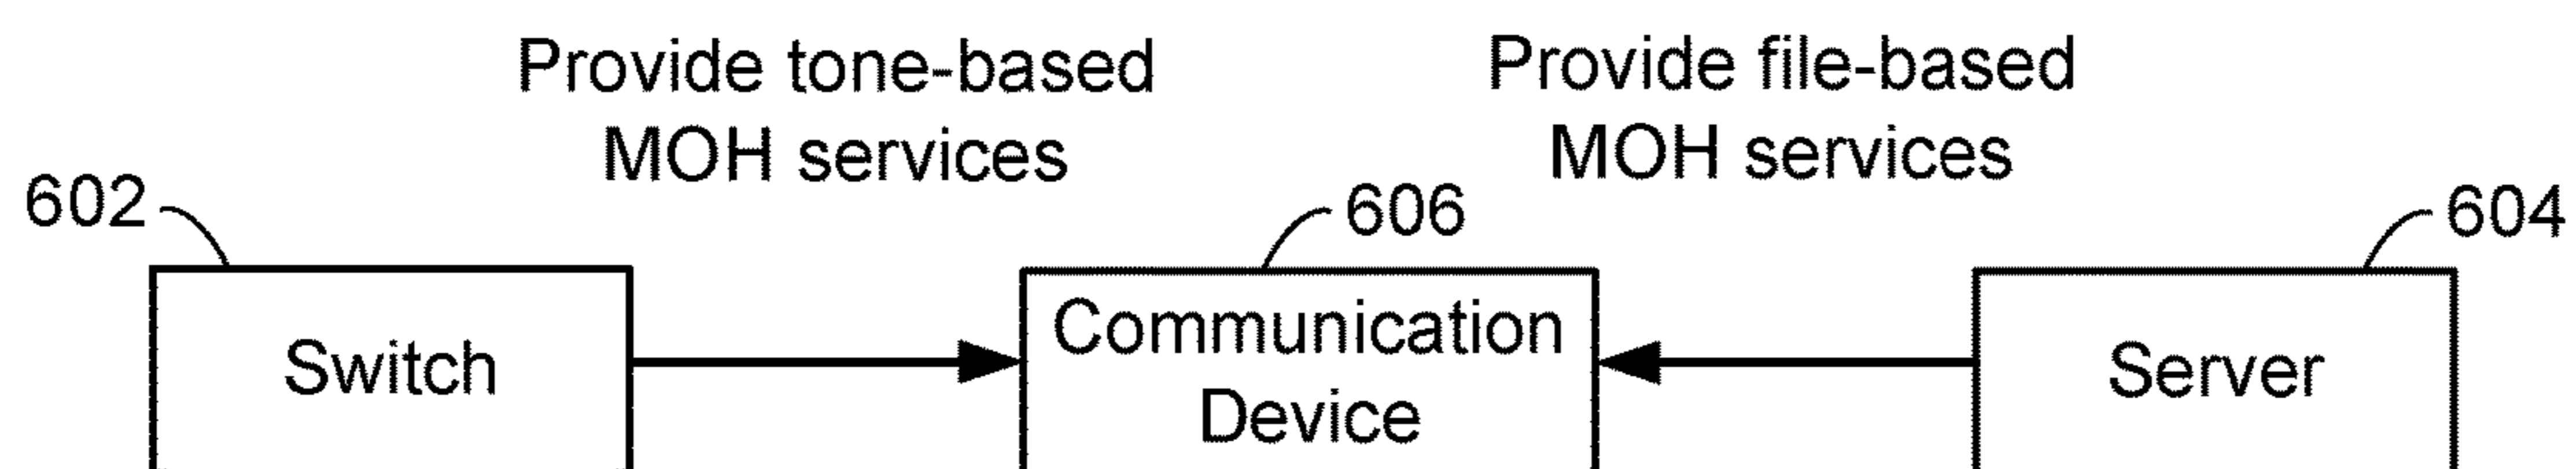 Provide tone-based
MOH services
Provide file-based
MOH services
602
606
604
Switch
Communication
Device
Server